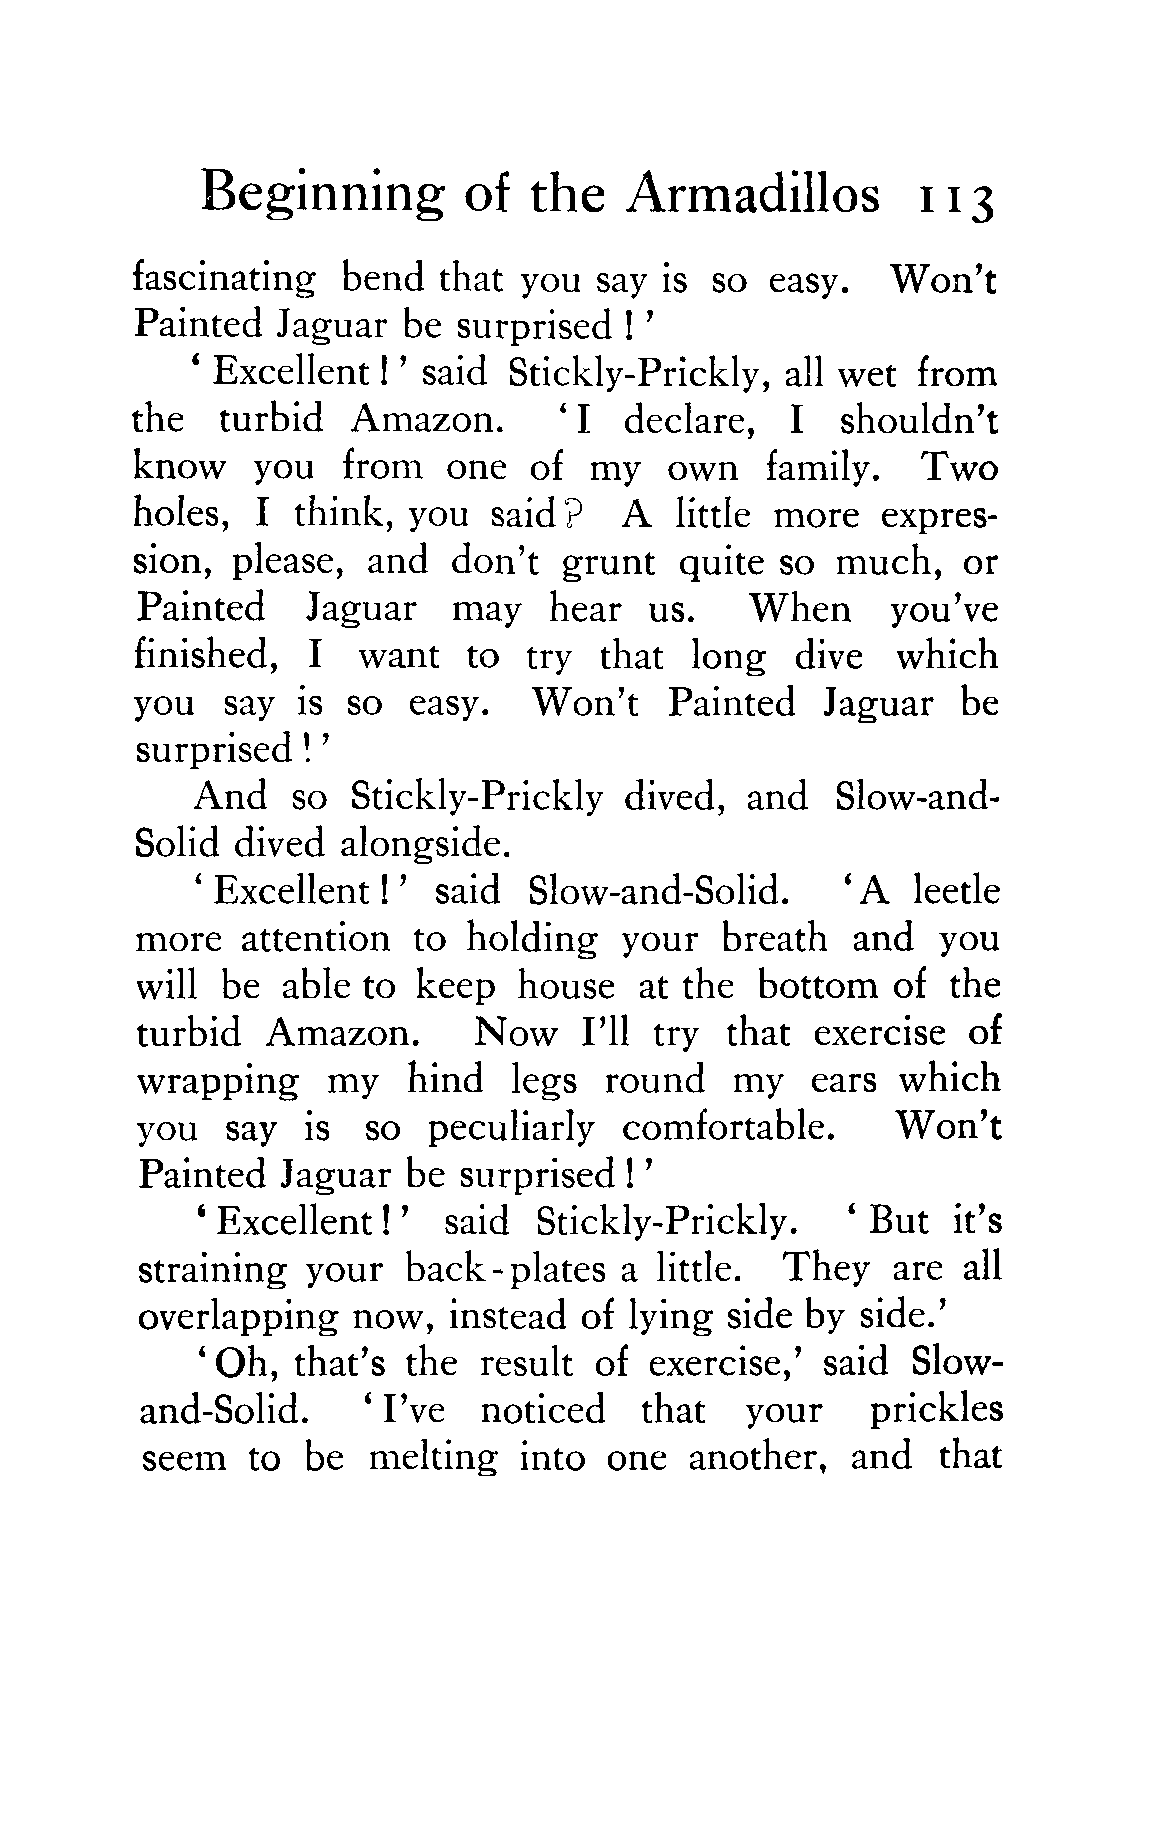 Beginning of the Armadillos 113
fascinating bend that you say is so easy. Won't
Painted Jaguar be surprised!'
'Excellent!' said Stickly-Prickly, all wet from
the turbid Amazon. 'I declare, I shouldn't
know you from one of my own family. Two
holes, I think, you said? A little more expres-
sion, please, and don't grunt quite so much, or
Painted Jaguar may hear us. When you've
finished, I want to try that long dive which
you say is so easy. Won't Painted Jaguar be
surprised!'
And so Stickly-Prickly dived, and Slow-and-
Solid dived alongside.
'Excellent!' said Slow-and-Solid. 'A leetle
more attention to holding your breath and you
will be able to keep house at the bottom of the
turbid Amazon. Now I'll try that exercise of
wrapping my hind legs round my ears which
you say is so peculiarly comfortable. Won't
Painted Jaguar be surprised!'
'Excellent!' said Stickly-Prickly. 'But it's
straining your back-plates a little. They are all
overlapping now, instead of lying side by side.'
'Oh, that's the result of exercise,' said Slow-
and-Solid. 'I've noticed that your prickles
seem to be melting into one another, and that